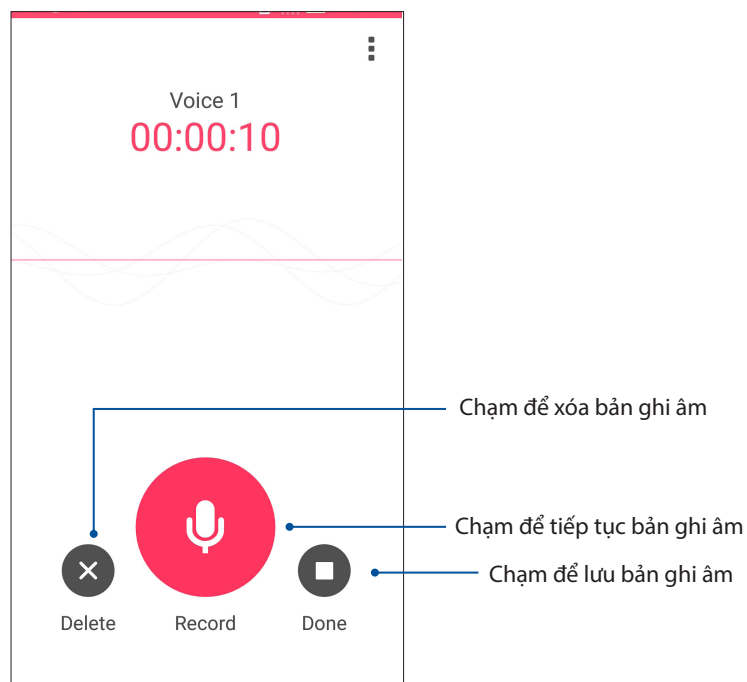 Voice 1
00:00:10
Chạm để xóa bản ghi âm
Chạm để tiếp tục bản ghi âm
Chạm để lưu bản ghi âm
Delete
Record
Done